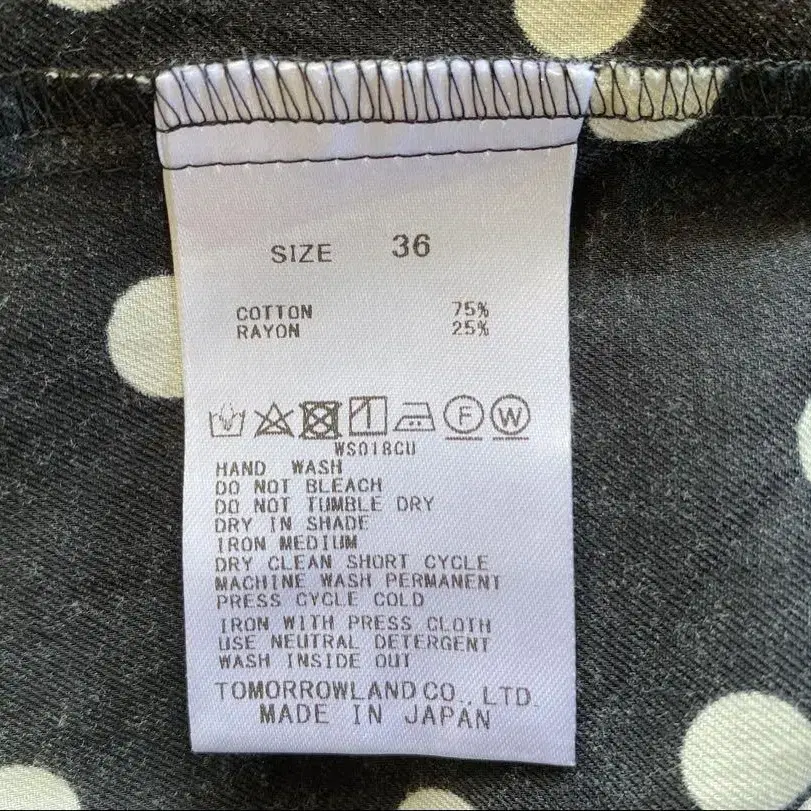 SIZE 36
COTTON 75%
RAYON 25%
F W
WS018CU
HAND WASH
DO NOT BLEACH
DO NOT TUMBLE DRY
DRY IN SHADE
IRON MEDIUM
DRY CLEAN SHORT CYCLE
MACHINE WASH PERMANENT
PRESS CYCLE COLD
IRON WITH PRESS CLOTH
USE NEUTRAL DETERGENT
WASH INSIDE OUT
TOMORROWLAND CO., LTD.
MADE IN JAPAN